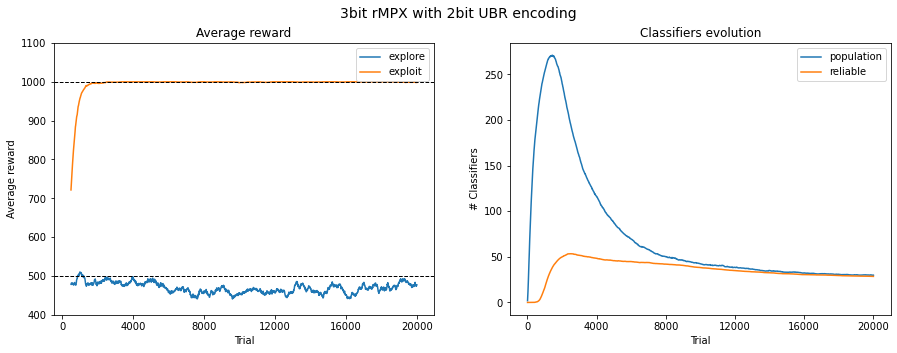 3bit rMPX with 2bit UBR encoding
Average reward
1100
1000
900
800
700
600
500
400
Average reward
explore
exploit
0
4000
8000
12000
16000
20000
Trial
Classifiers evolution
250
200
150
100
50
0
# Classifiers
population
reliable
0
4000
8000
12000
16000
20000
Trial